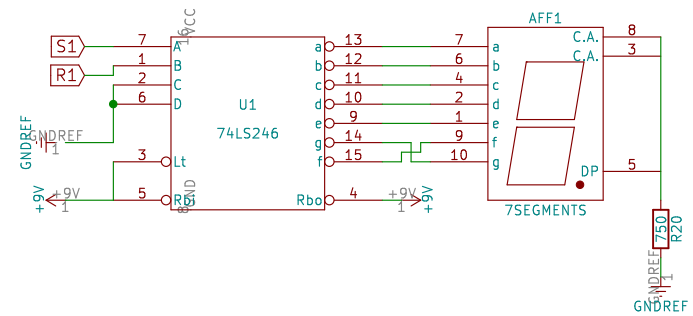 AFF1
S1
R1
7
1
2
6
3
5
A
B
C
D
Lt
Rbi
16
VCC
U1
74LS246
8
GND
a
b
c
d
e
g
f
Rbo
13
12
11
10
9
14
15
4
7
6
4
2
1
9
10
a
b
c
d
e
f
g
C.A.
C.A.
DP
8
3
5
7SEGMENTS
GNDREF
GNDREF
1
+9V
+9V
1
+9V
1
+9V
750
R20
GNDREF
1
GNDREF